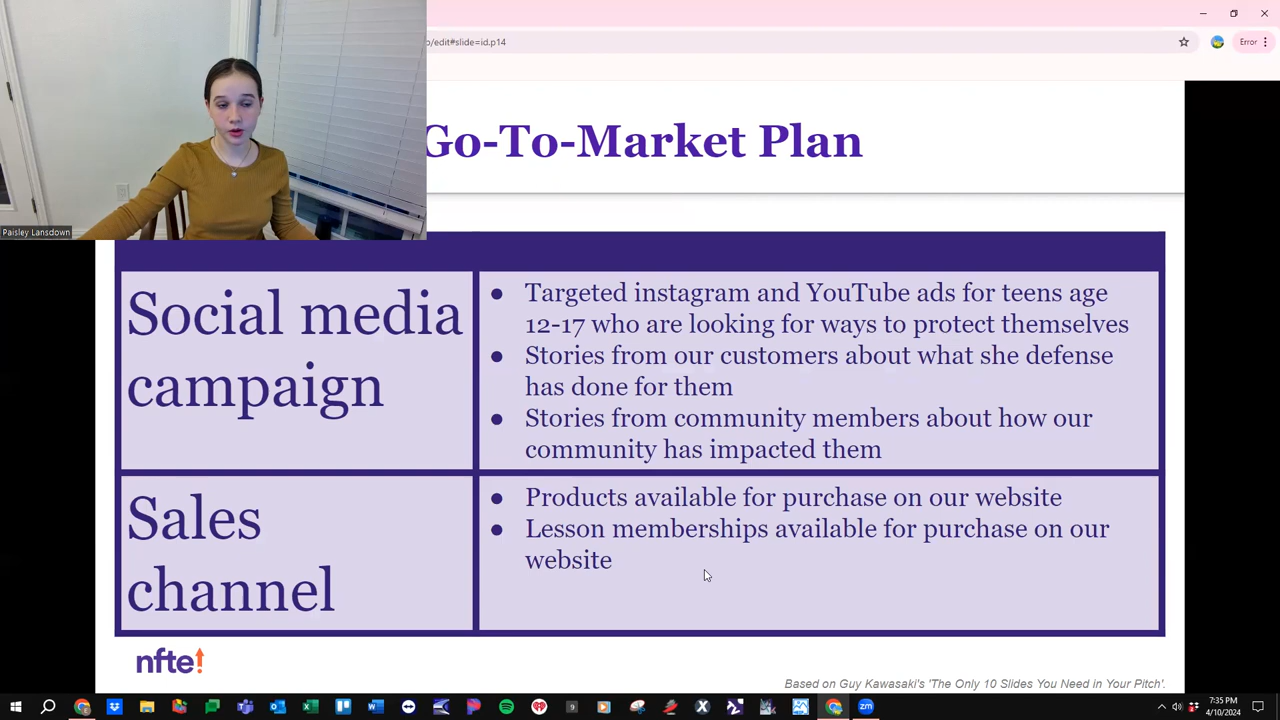 /edit#slide=id.p14
Error
Go-To-Market Plan
Paisley Lansdown
Social media
campaign
● Targeted instagram and YouTube ads for teens age
12-17 who are looking for ways to protect themselves
● Stories from our customers about what she defense
has done for them
● Stories from community members about how our
community has impacted them
Sales
channel
● Products available for purchase on our website
● Lesson memberships available for purchase on our
website
nfte!
Based on Guy Kawasaki's 'The Only 10 Slides You Need in Your Pitch'.
zm
7:35 PM
4/10/2024